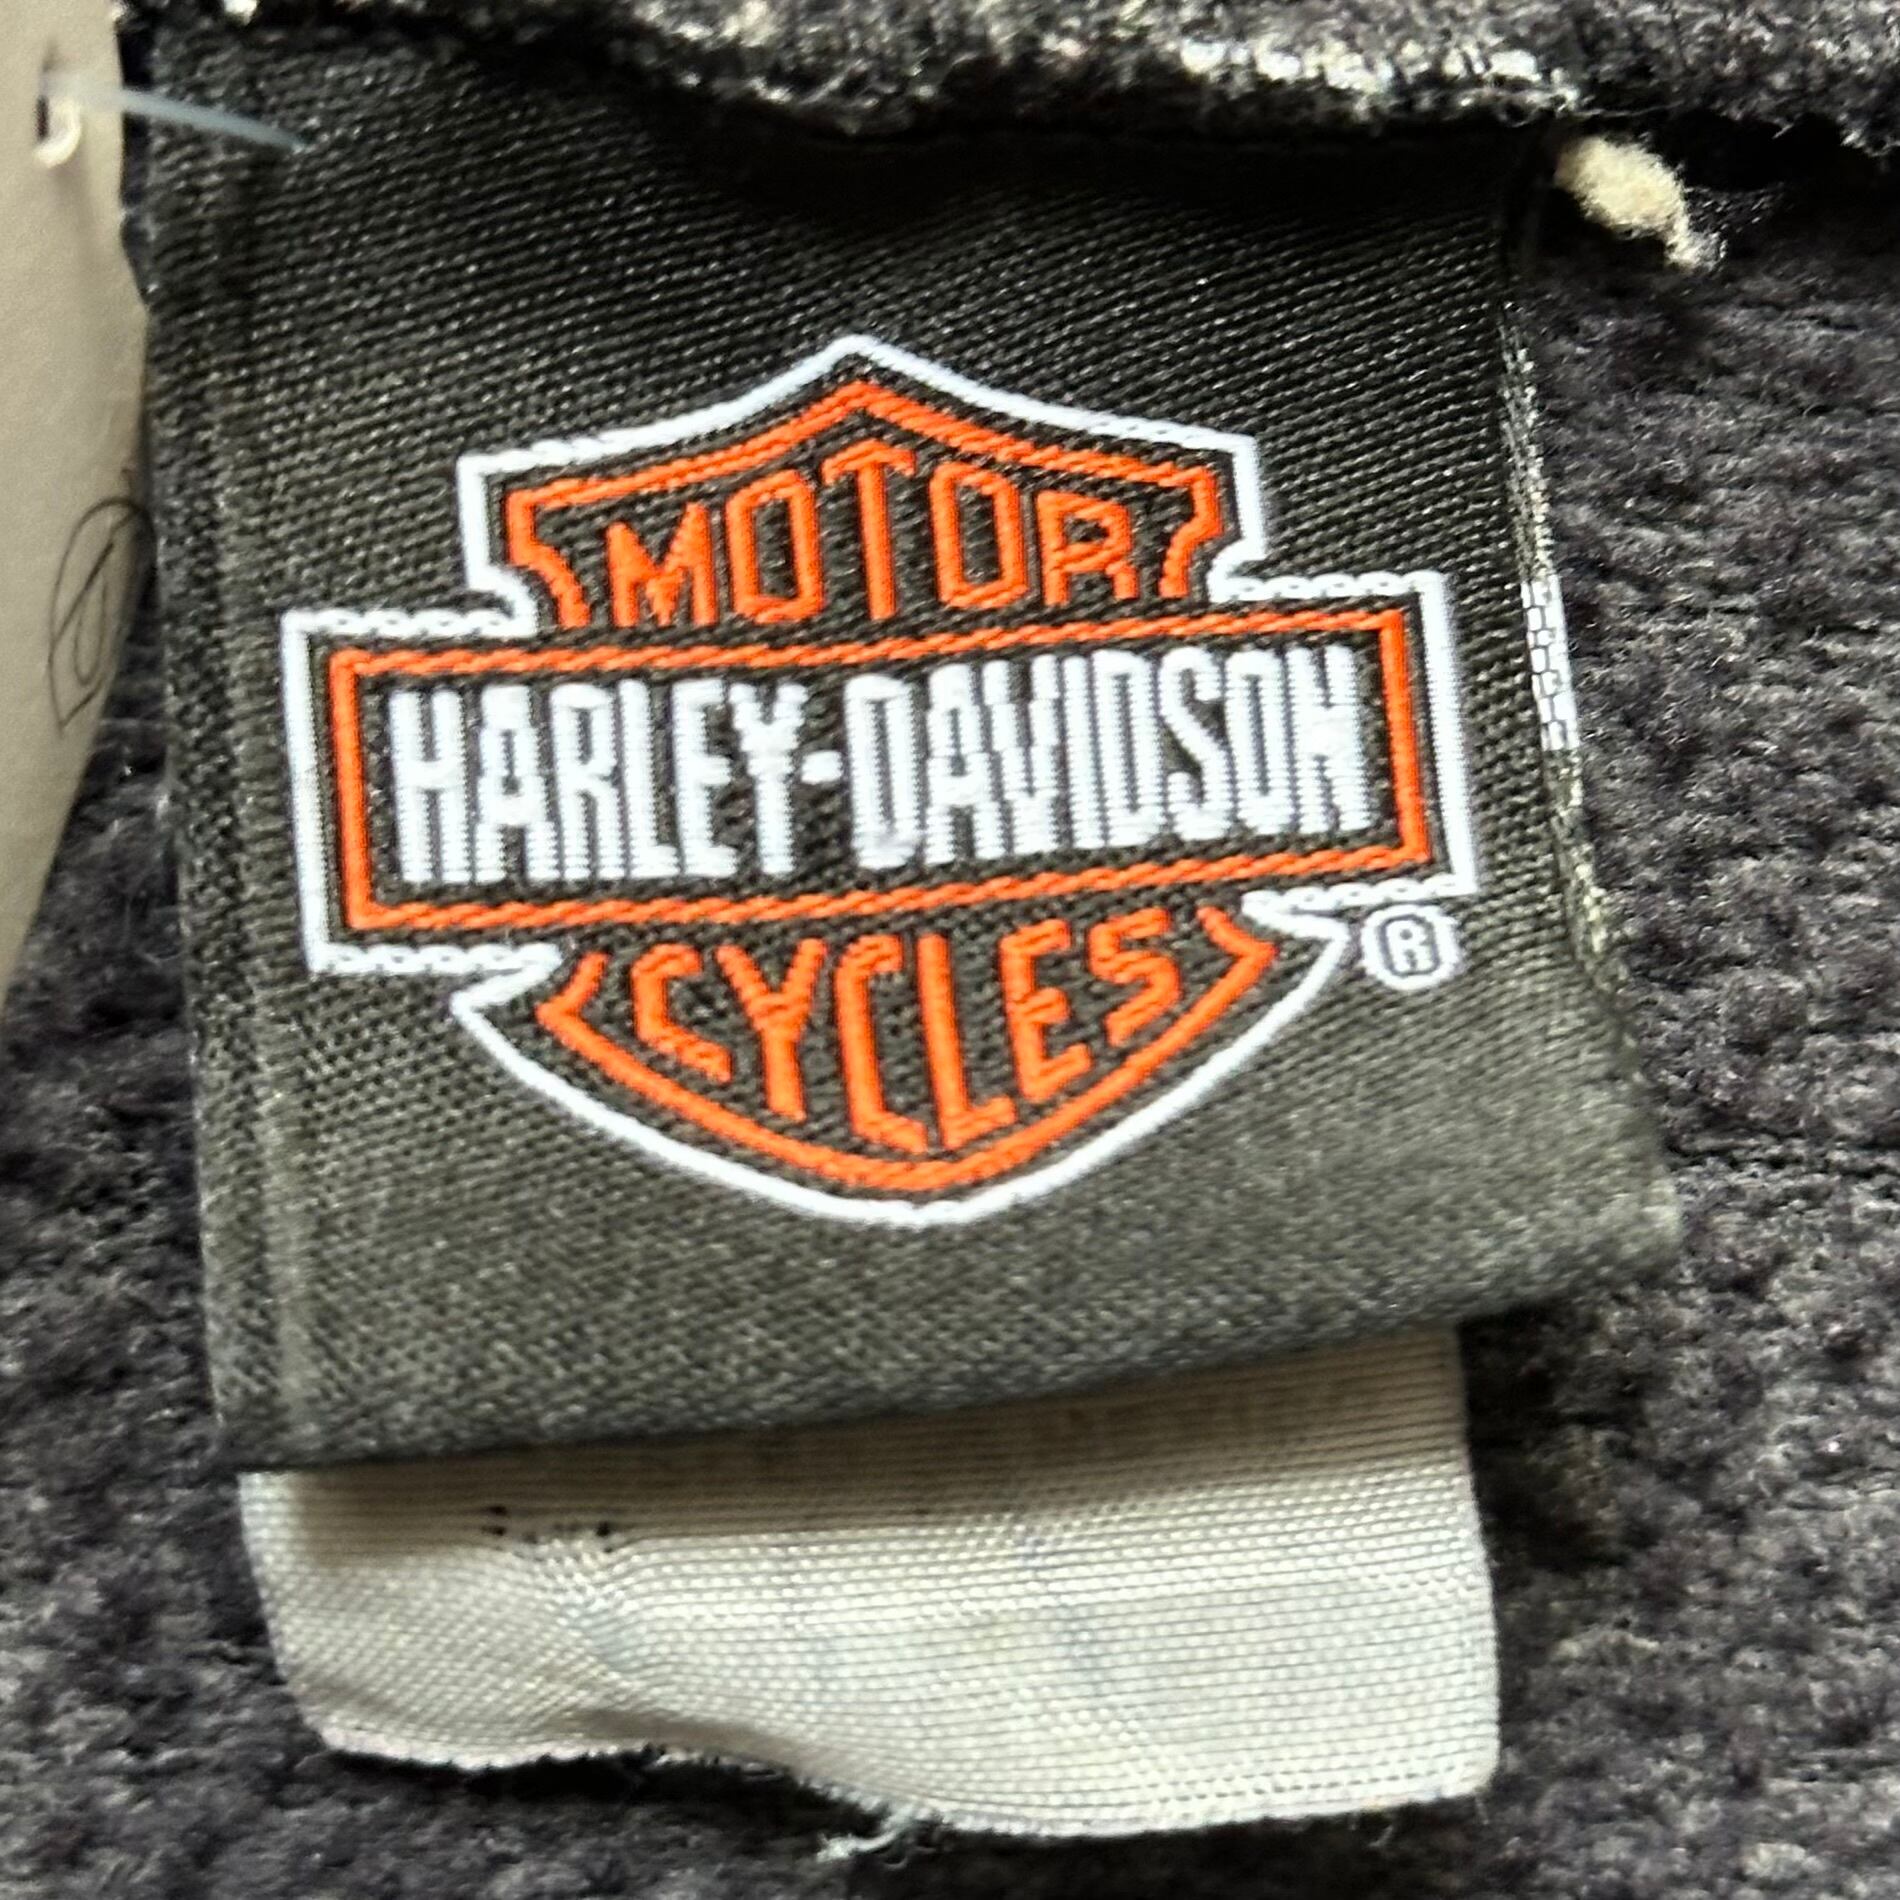 MOTOR
HARLEY-DAVIDSON
CYCLES
®